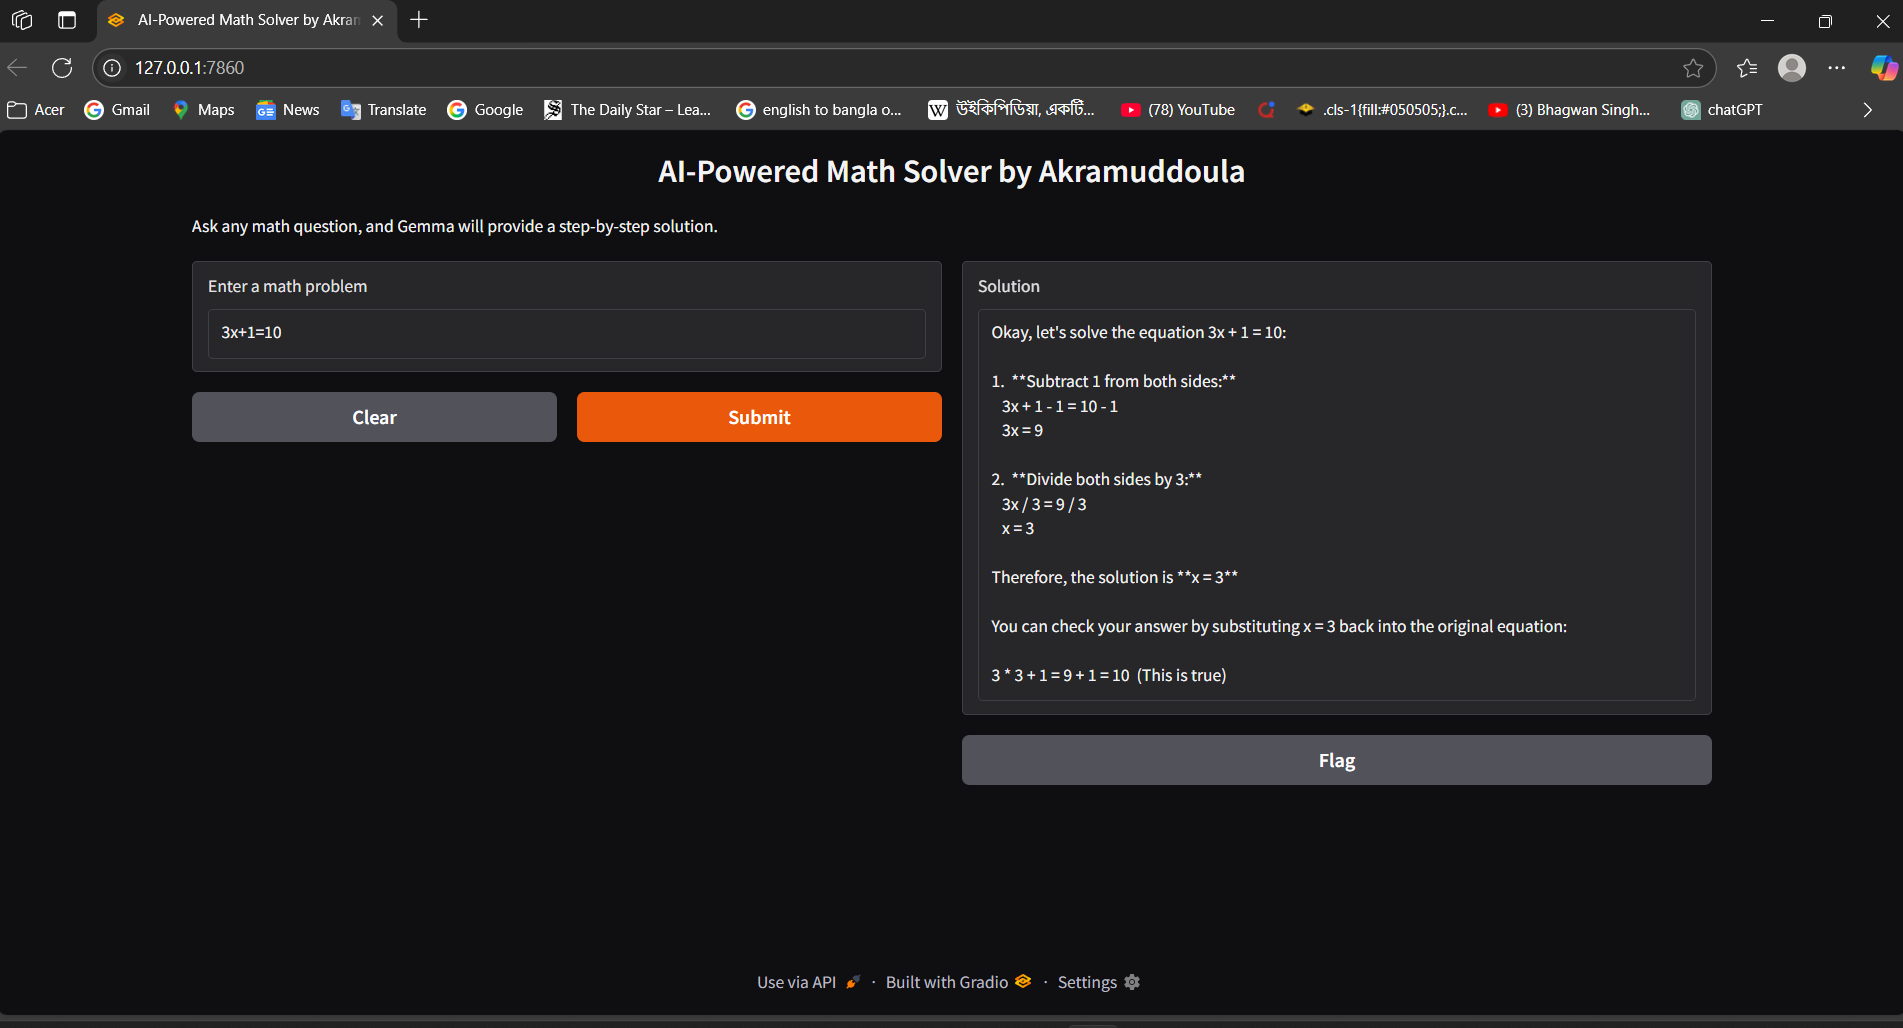 AI-Powered Math Solver by Akran
127.0.0.1:7860
Acer Gmail Maps News Translate Google The Daily Star – Lea... english to bangla o... উইকিপিডিয়া, একটি... (78) YouTube .cls-1{fill:#050505;}.c... (3) Bhagwan Singh... chatGPT
AI-Powered Math Solver by Akramuddoula
Ask any math question, and Gemma will provide a step-by-step solution.
Enter a math problem
3x+1=10
Clear Submit
Solution
Okay, let's solve the equation 3x + 1 = 10:
1. **Subtract 1 from both sides:**
3x + 1 - 1 = 10 - 1
3x = 9
2. **Divide both sides by 3:**
3x / 3 = 9 / 3
x = 3
Therefore, the solution is **x = 3**
You can check your answer by substituting x = 3 back into the original equation:
3 * 3 + 1 = 9 + 1 = 10 (This is true)
Flag
Use via API · Built with Gradio · Settings